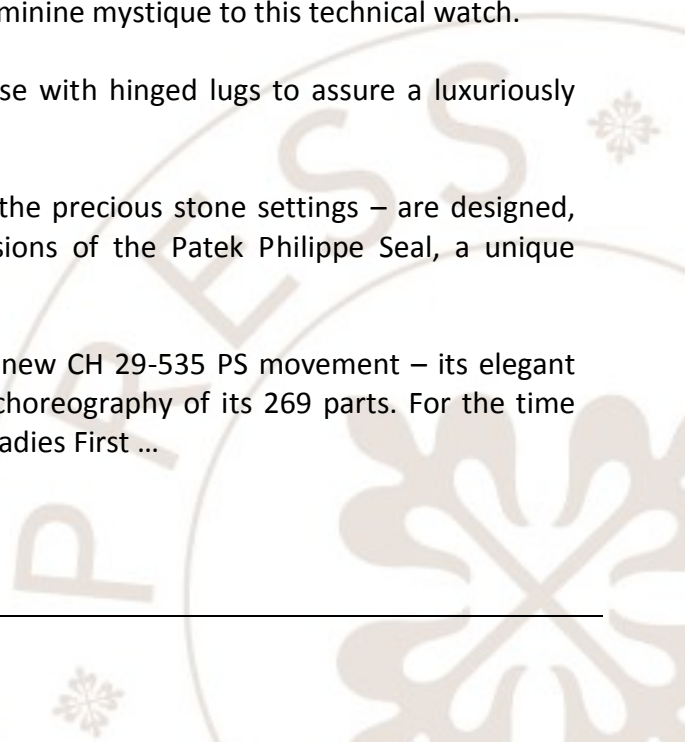 minine mystique to this technical watch.
se with hinged lugs to assure a luxuriously
the precious stone settings – are designed,
sions of the Patek Philippe Seal, a unique
new CH 29-535 PS movement – its elegant
choreography of its 269 parts. For the time
adies First ...
PRESS